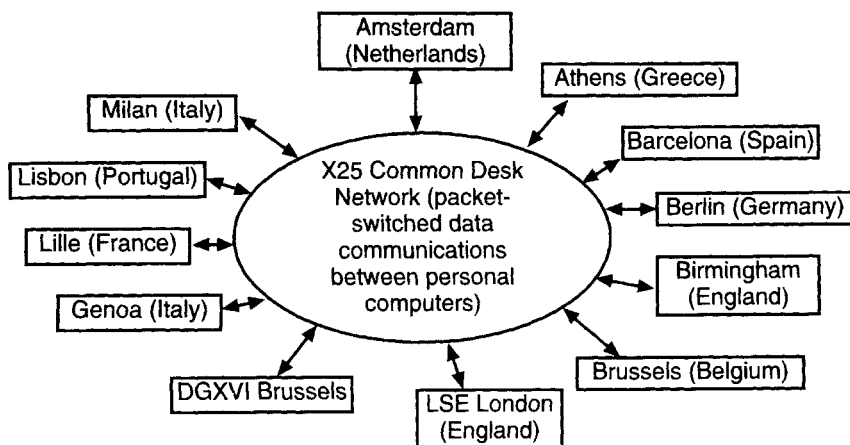 Amsterdam
(Netherlands)
Athens (Greece)
Milan (Italy)
Barcelona (Spain)
X25 Common Desk
Network (packet-
switched data
communications
between personal
computers)
Lisbon (Portugal)
Berlin (Germany)
Lille (France)
Birmingham
(England)
Genoa (Italy)
Brussels (Belgium)
DGXVI Brussels
LSE London
(England)